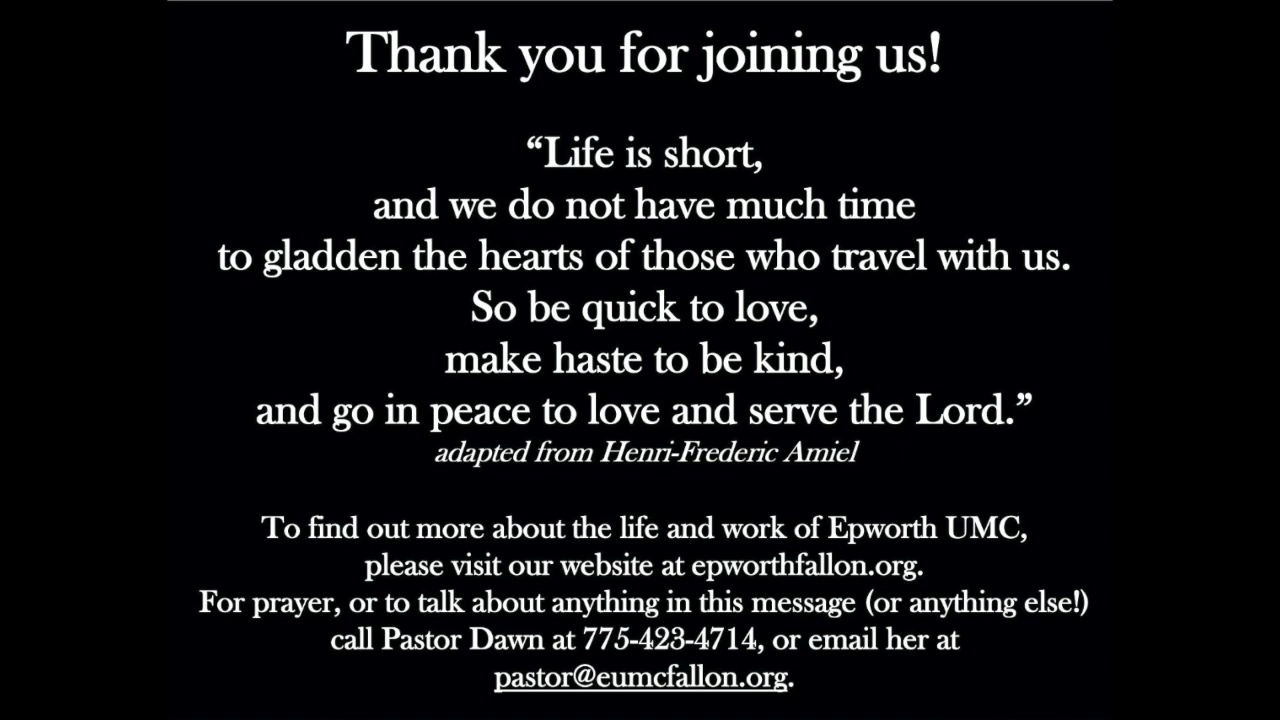 Thank you for joining us!
“Life is short,
and we do not have much time
to gladden the hearts of those who travel with us.
So be quick to love,
make haste to be kind,
and go in peace to love and serve the Lord.”
adapted from Henri-Frederic Amiel
To find out more about the life and work of Epworth UMC,
please visit our website at epworthfallon.org.
For prayer, or to talk about anything in this message (or anything else!)
call Pastor Dawn at 775-423-4714, or email her at
pastor@eumcfallon.org.